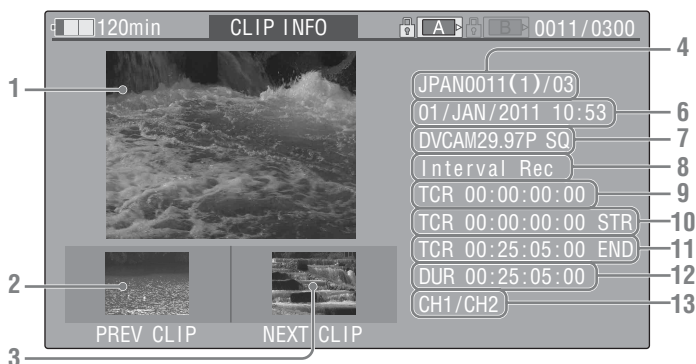 120min CLIP INFO A B 0011/0300
4
1
JPAN0011(1)/03
01/JAN/2011 10:53 6
DVCAM29.97P SQ 7
Interval Rec 8
TCR 00:00:00:00 9
TCR 00:00:00:00 STR 10
TCR 00:25:05:00 END 11
DUR 00:25:05:00 12
2
CH1/CH2 13
PREV CLIP NEXT CLIP
3